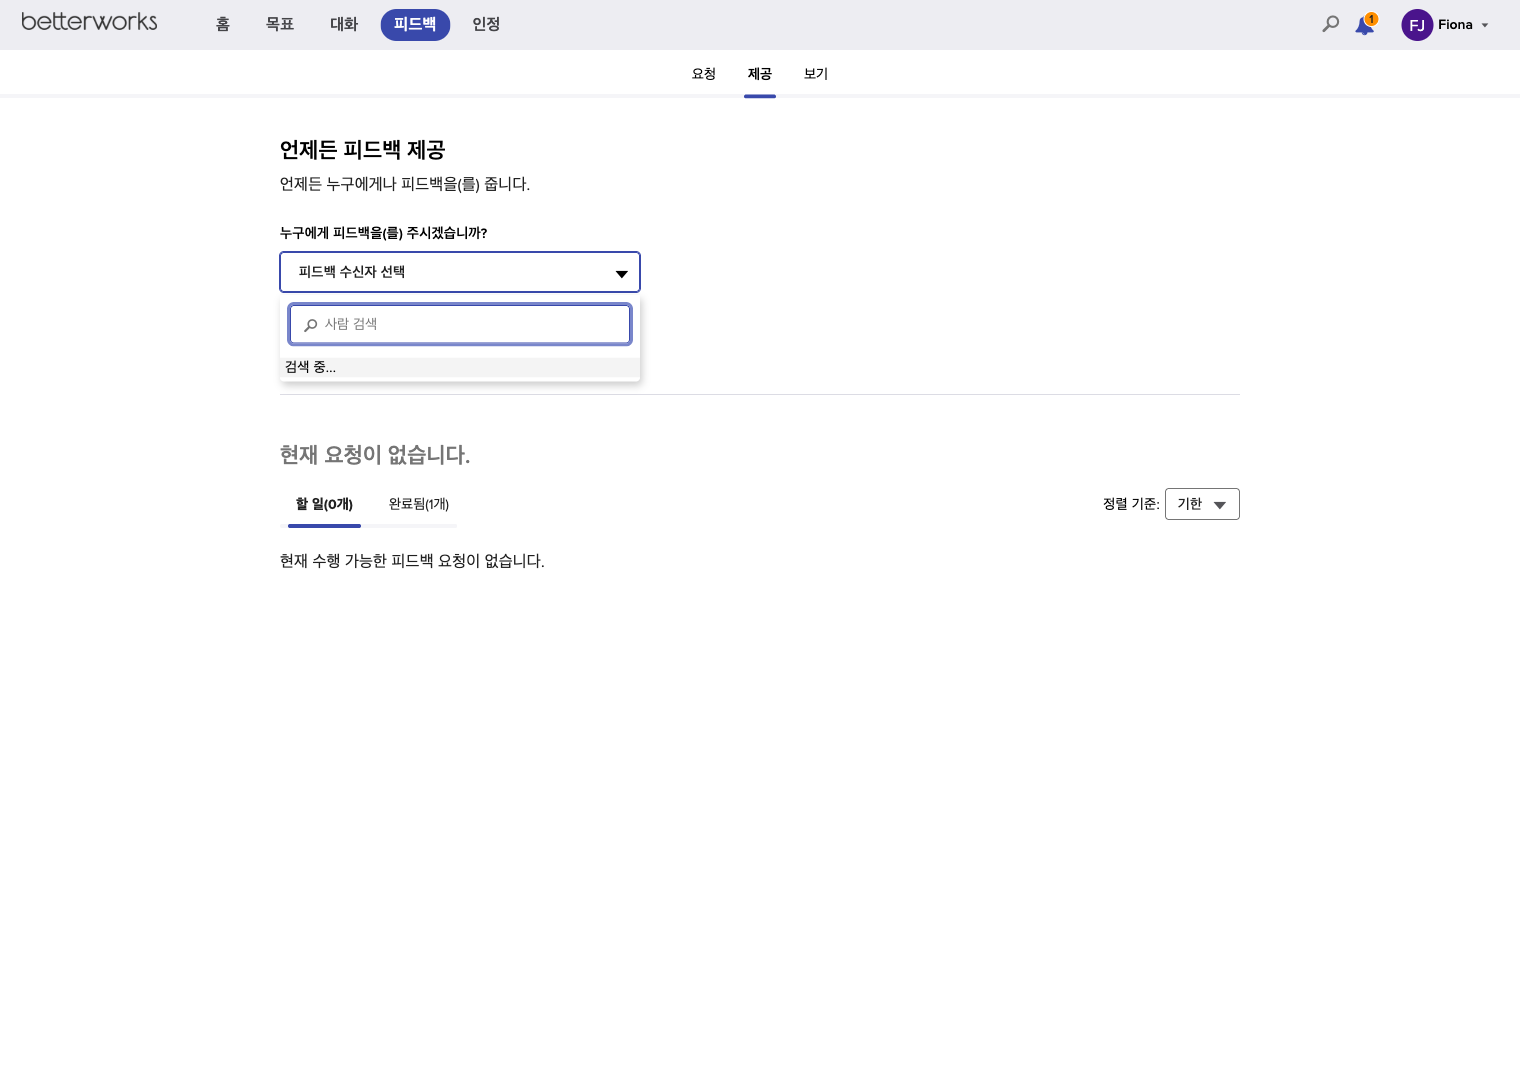 betterworks
홈 목표 대화 피드백 인정
1 FJ Fiona
요청 제공 보기
언제든 피드백 제공
언제든 누구에게나 피드백을(를) 줍니다.
누구에게 피드백을(를) 주시겠습니까?
피드백 수신자 선택
사람 검색
검색 중...
현재 요청이 없습니다.
할 일(0개) 완료됨(1개) 정렬 기준: 기한
현재 수행 가능한 피드백 요청이 없습니다.